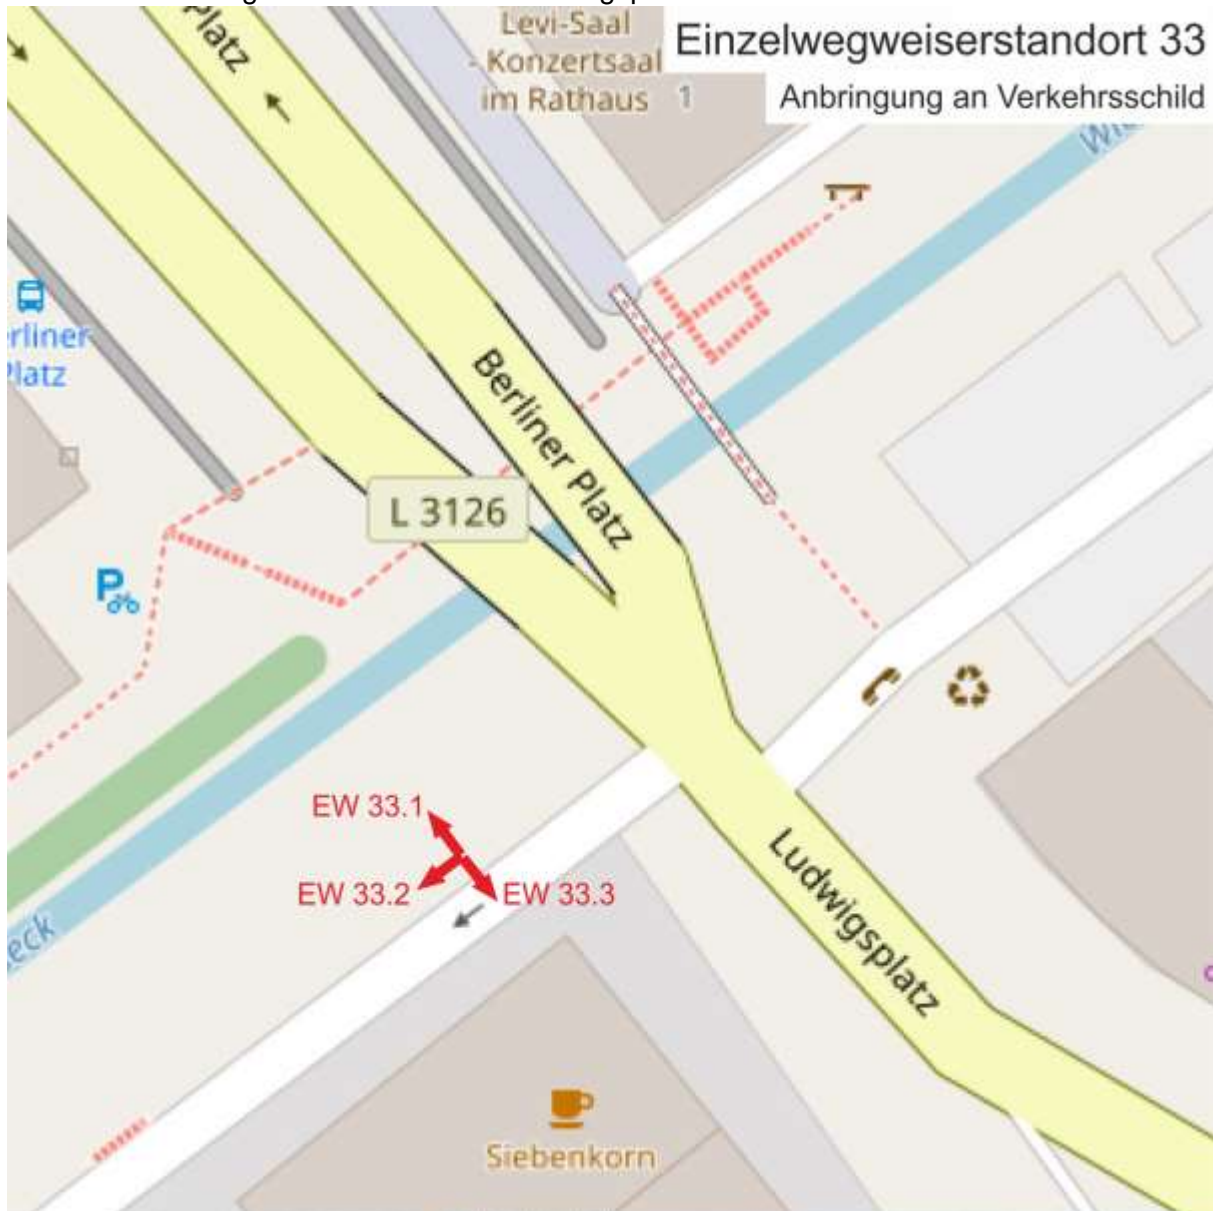 Einzelwegweiserstandort 33
Anbringung an Verkehrsschild
Levi-Saal
- Konzertsaal
im Rathaus
1
Platz
Berliner Platz
L 3126
EW 33.1
EW 33.2
EW 33.3
Ludwigsplatz
Siebenkorn